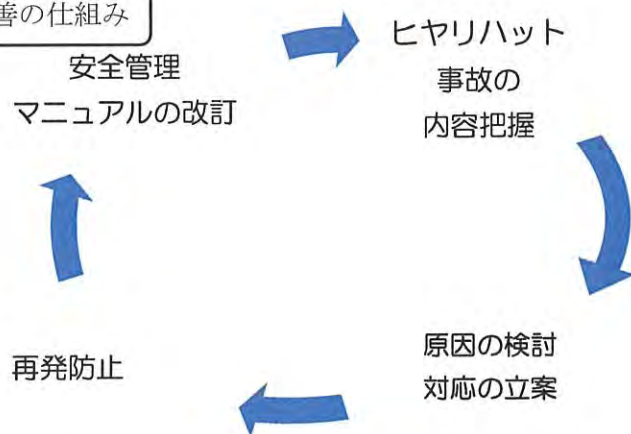 善の仕組み
安全管理
マニュアルの改訂
ヒヤリハット
事故の
内容把握
原因の検討
対応の立案
再発防止